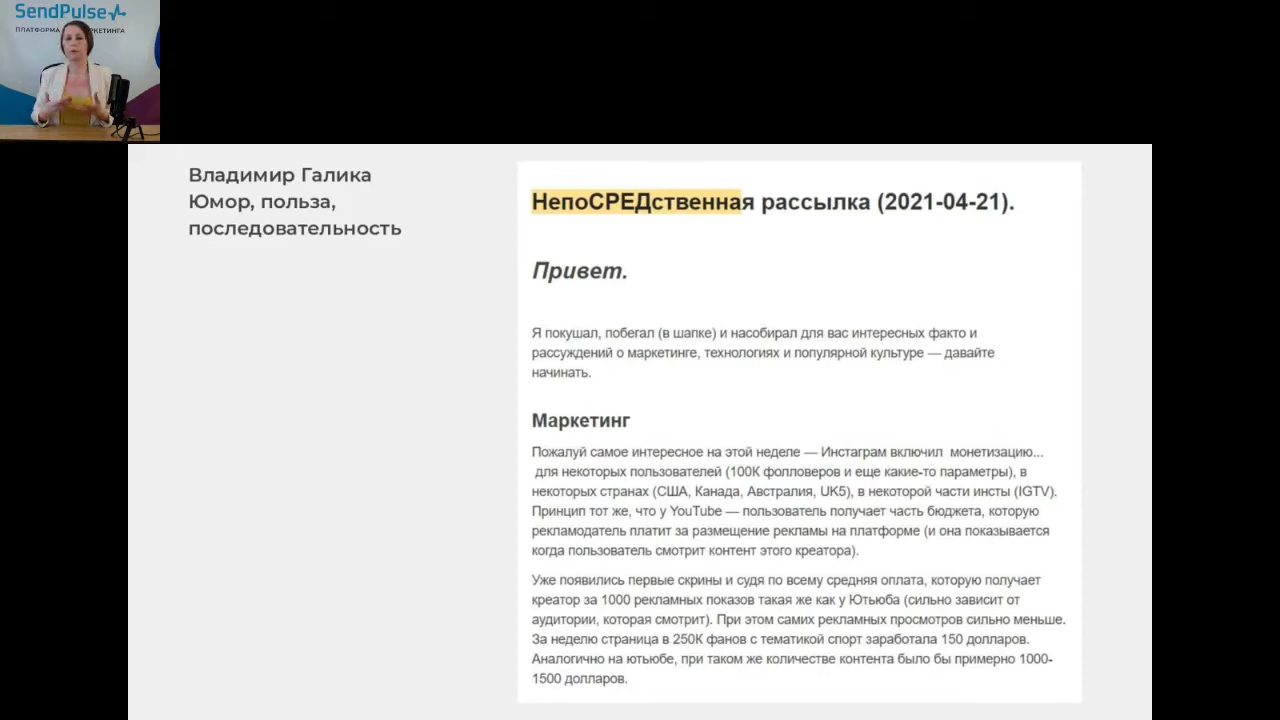 SendPulse
ПЛАТФОРМА
Владимир Галика
Юмор, польза,
последовательность
НепоСРЕДственная рассылка (2021-04-21).
Привет.
Я покушал, побегал (в шапке) и насобирал для вас интересных факто и
рассуждений о маркетинге, технологиях и популярной культуре — давайте
начинать.
Маркетинг
Пожалуй самое интересное на этой неделе — Инстаграм включил монетизацию...
для некоторых пользователей (100К фолловеров и еще какие-то параметры), в
некоторых странах (США, Канада, Австралия, UK5), в некоторой части инсты (IGTV).
Принцип тот же, что у YouTube — пользователь получает часть бюджета, которую
рекламодатель платит за размещение рекламы на платформе (и она показывается
когда пользователь смотрит контент этого креатора).
Уже появились первые скрины и судя по всему средняя оплата, которую получает
креатор за 1000 рекламных показов такая же как у Ютьюба (сильно зависит от
аудитории, которая смотрит). При этом самих рекламных просмотров сильно меньше.
За неделю страница в 250К фанов с тематикой спорт заработала 150 долларов.
Аналогично на ютьюбе, при таком же количестве контента было бы примерно 1000-
1500 долларов.